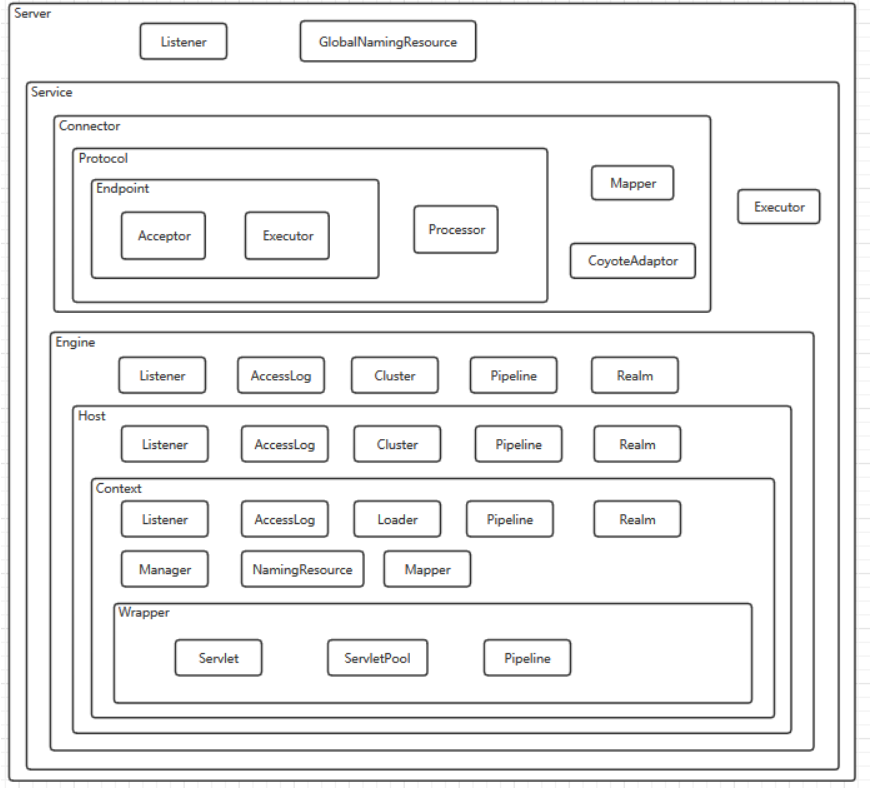 Server
Listener
GlobalNamingResource
Service
Connector
Protocol
Endpoint
Acceptor
Executor
Processor
Mapper
CoyoteAdaptor
Executor
Engine
Listener
AccessLog
Cluster
Pipeline
Realm
Host
Listener
AccessLog
Cluster
Pipeline
Realm
Context
Listener
AccessLog
Loader
Pipeline
Realm
Manager
NamingResource
Mapper
Wrapper
Servlet
ServletPool
Pipeline